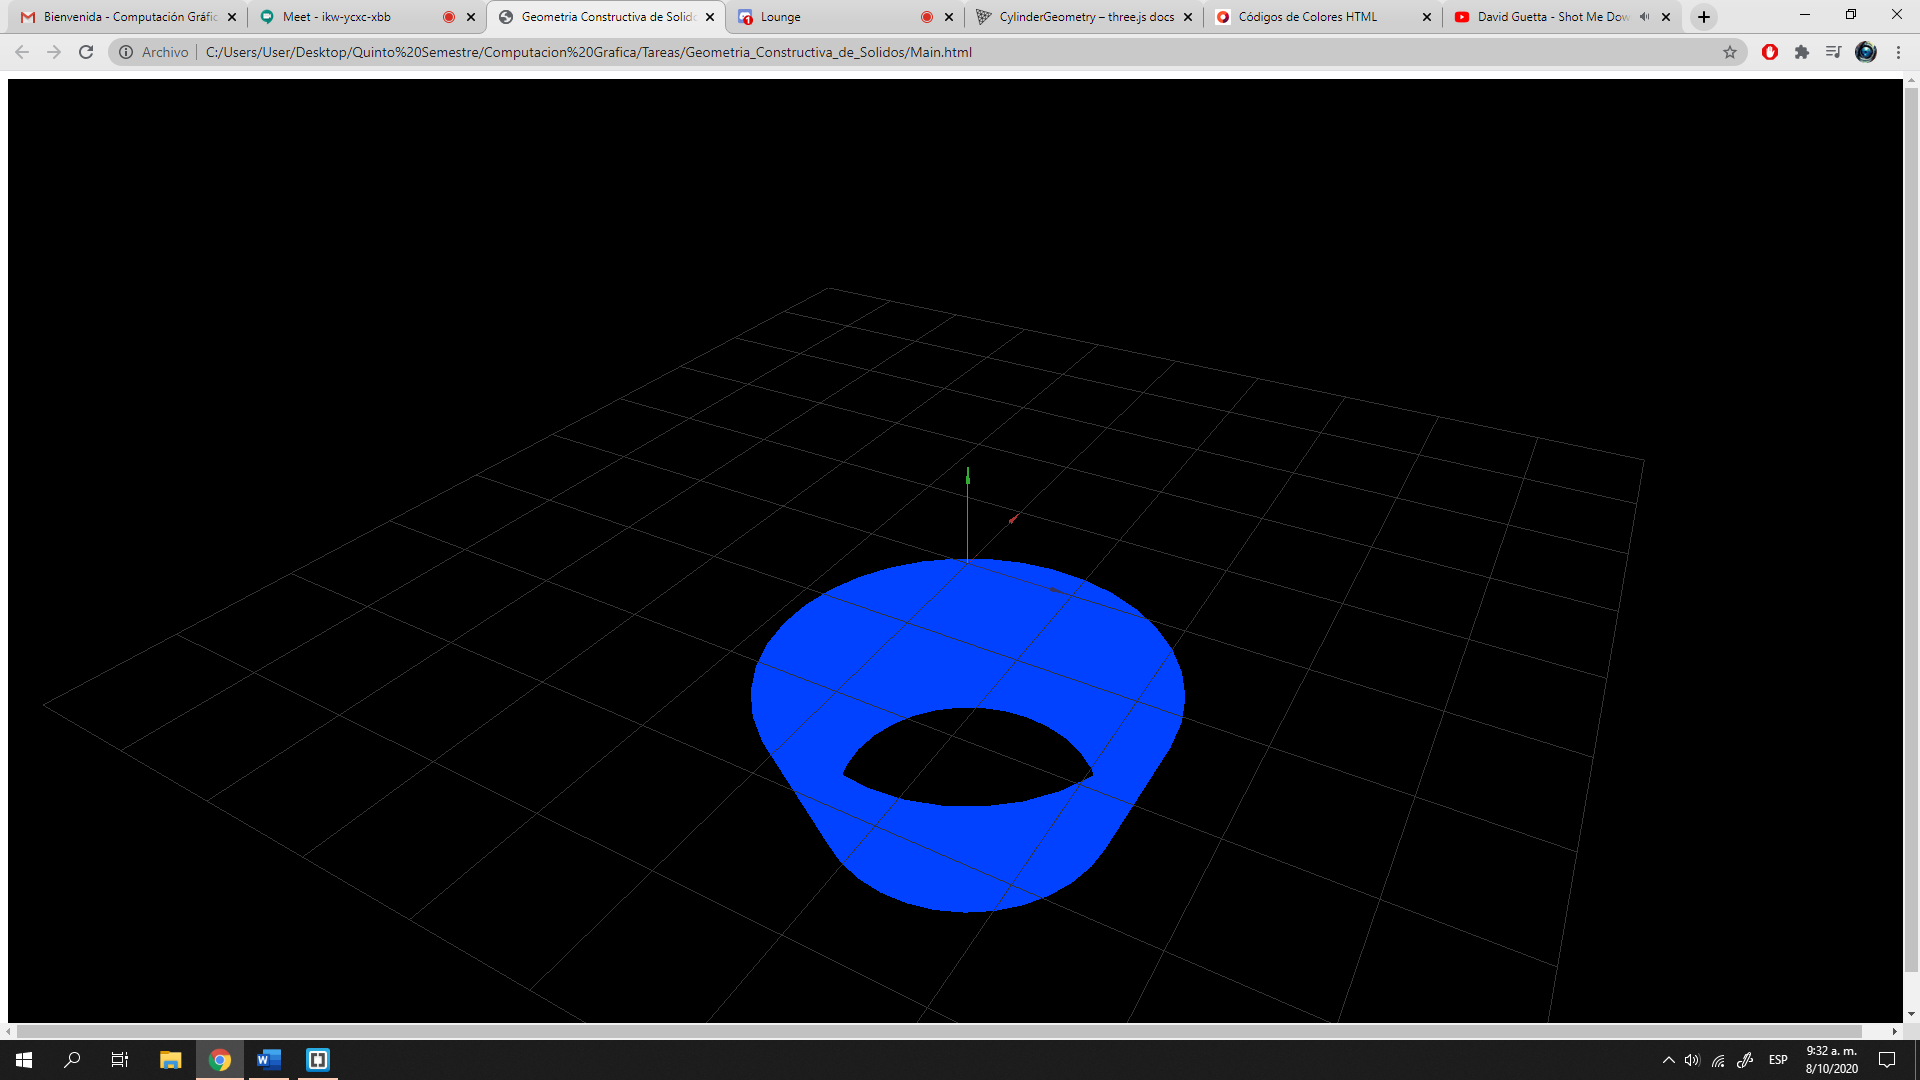 Bienvenida - Computación Gráfic
Meet - ikw-ycxc-xbb
Geometria Constructiva de Solido
1
Lounge
CylinderGeometry – three.js docs
Códigos de Colores HTML
David Guetta - Shot Me Dow
Archivo
C:/Users/User/Desktop/Quinto%20Semestre/Computacion%20Grafica/Tareas/Geometria_Constructiva_de_Solidos/Main.html
W
ESP
9:32 a. m.
8/10/2020